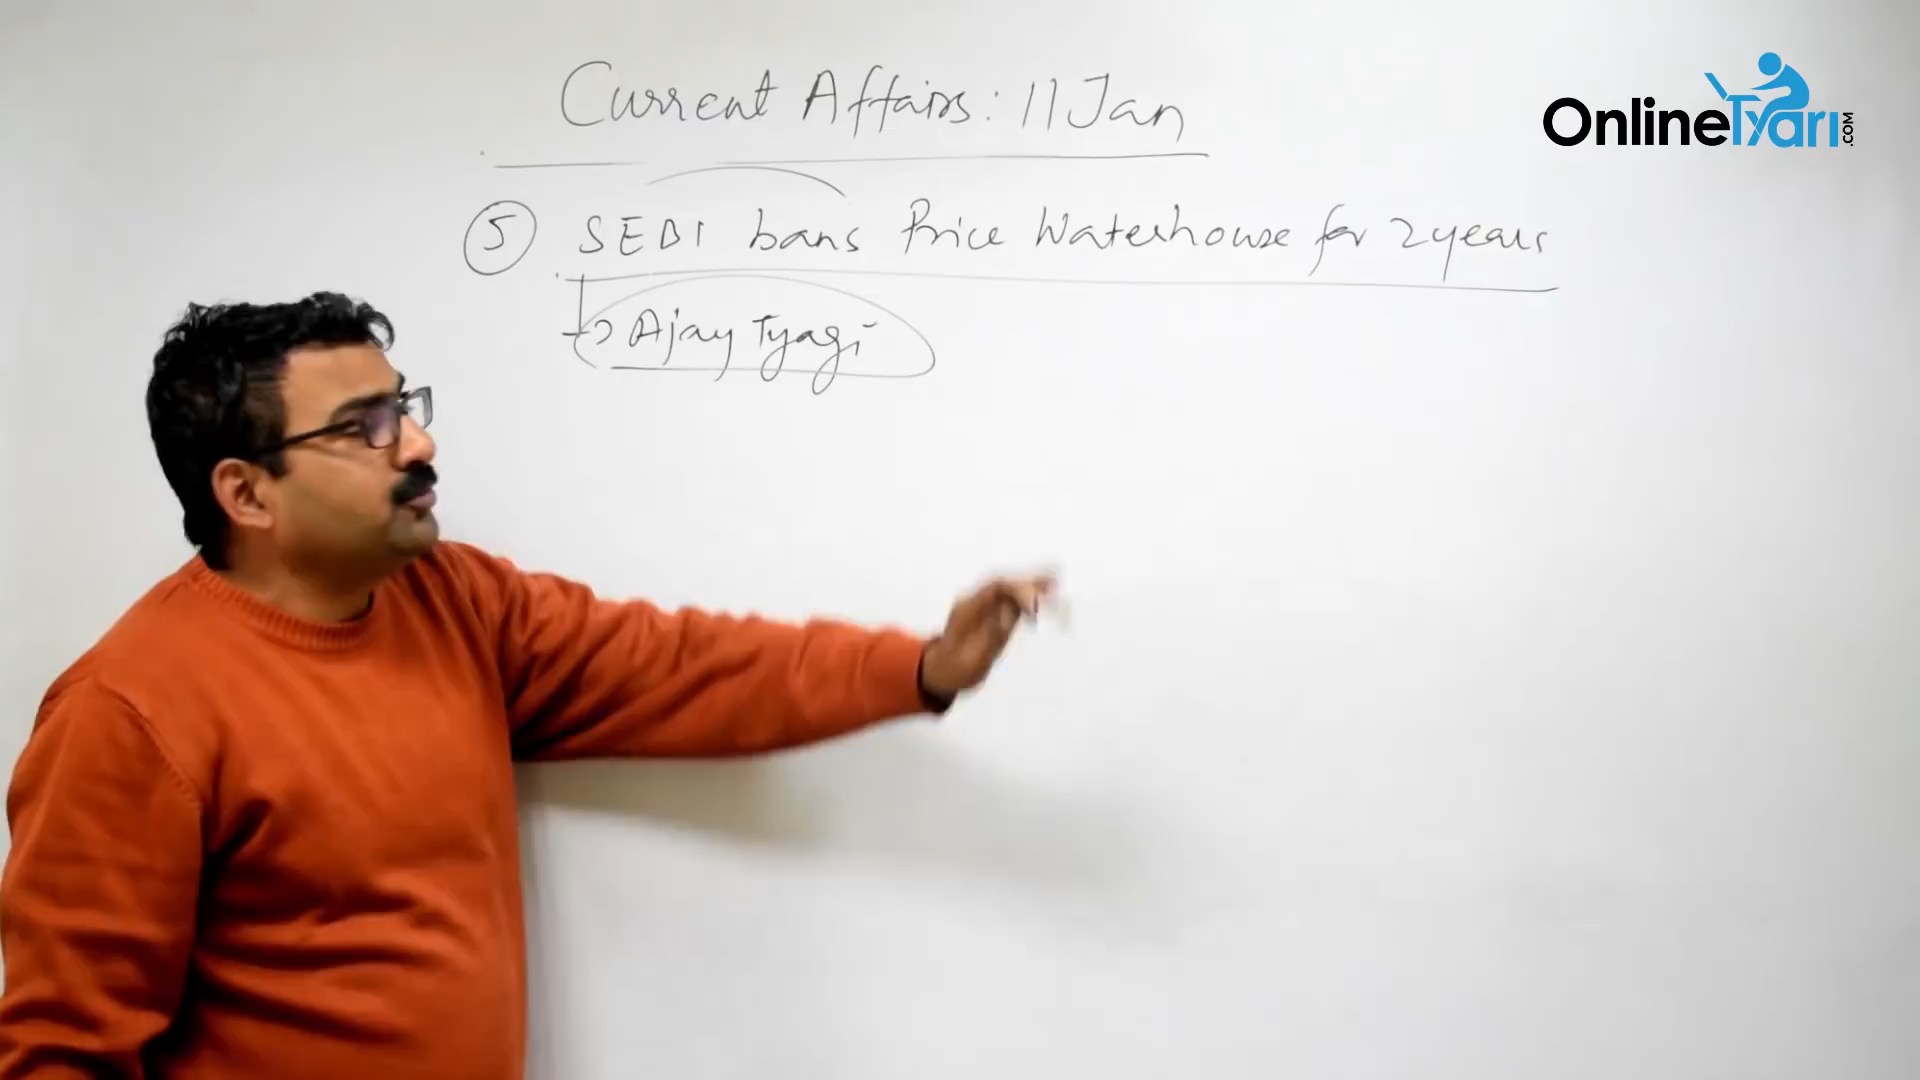 Current Affairs: 11 Jan
OnlineTyari.COM
5 SEBI bans Price Waterhouse for 2 years
→ Ajay Tyagi